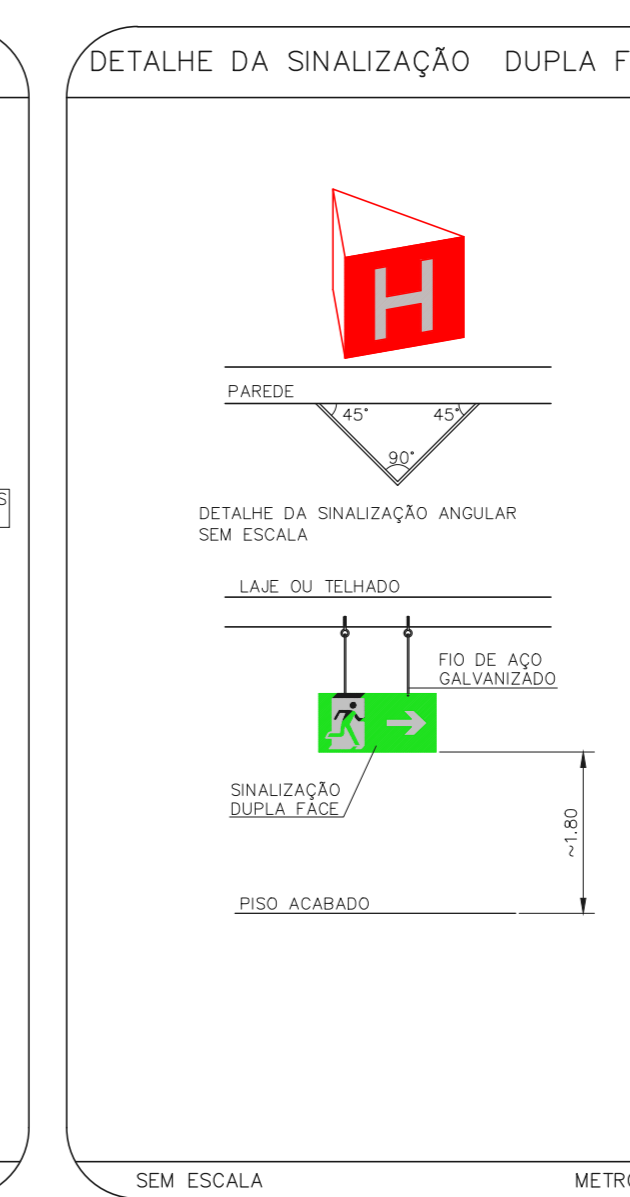 DETALHE DA SINALIZAÇÃO DUPLA F
H
PAREDE
45° 45°
90°
DETALHE DA SINALIZAÇÃO ANGULAR
SEM ESCALA
S
LAJE OU TELHADO
FIO DE AÇO
GALVANIZADO
SINALIZAÇÃO
DUPLA FACE
~1.80
PISO ACABADO
SEM ESCALA METRO